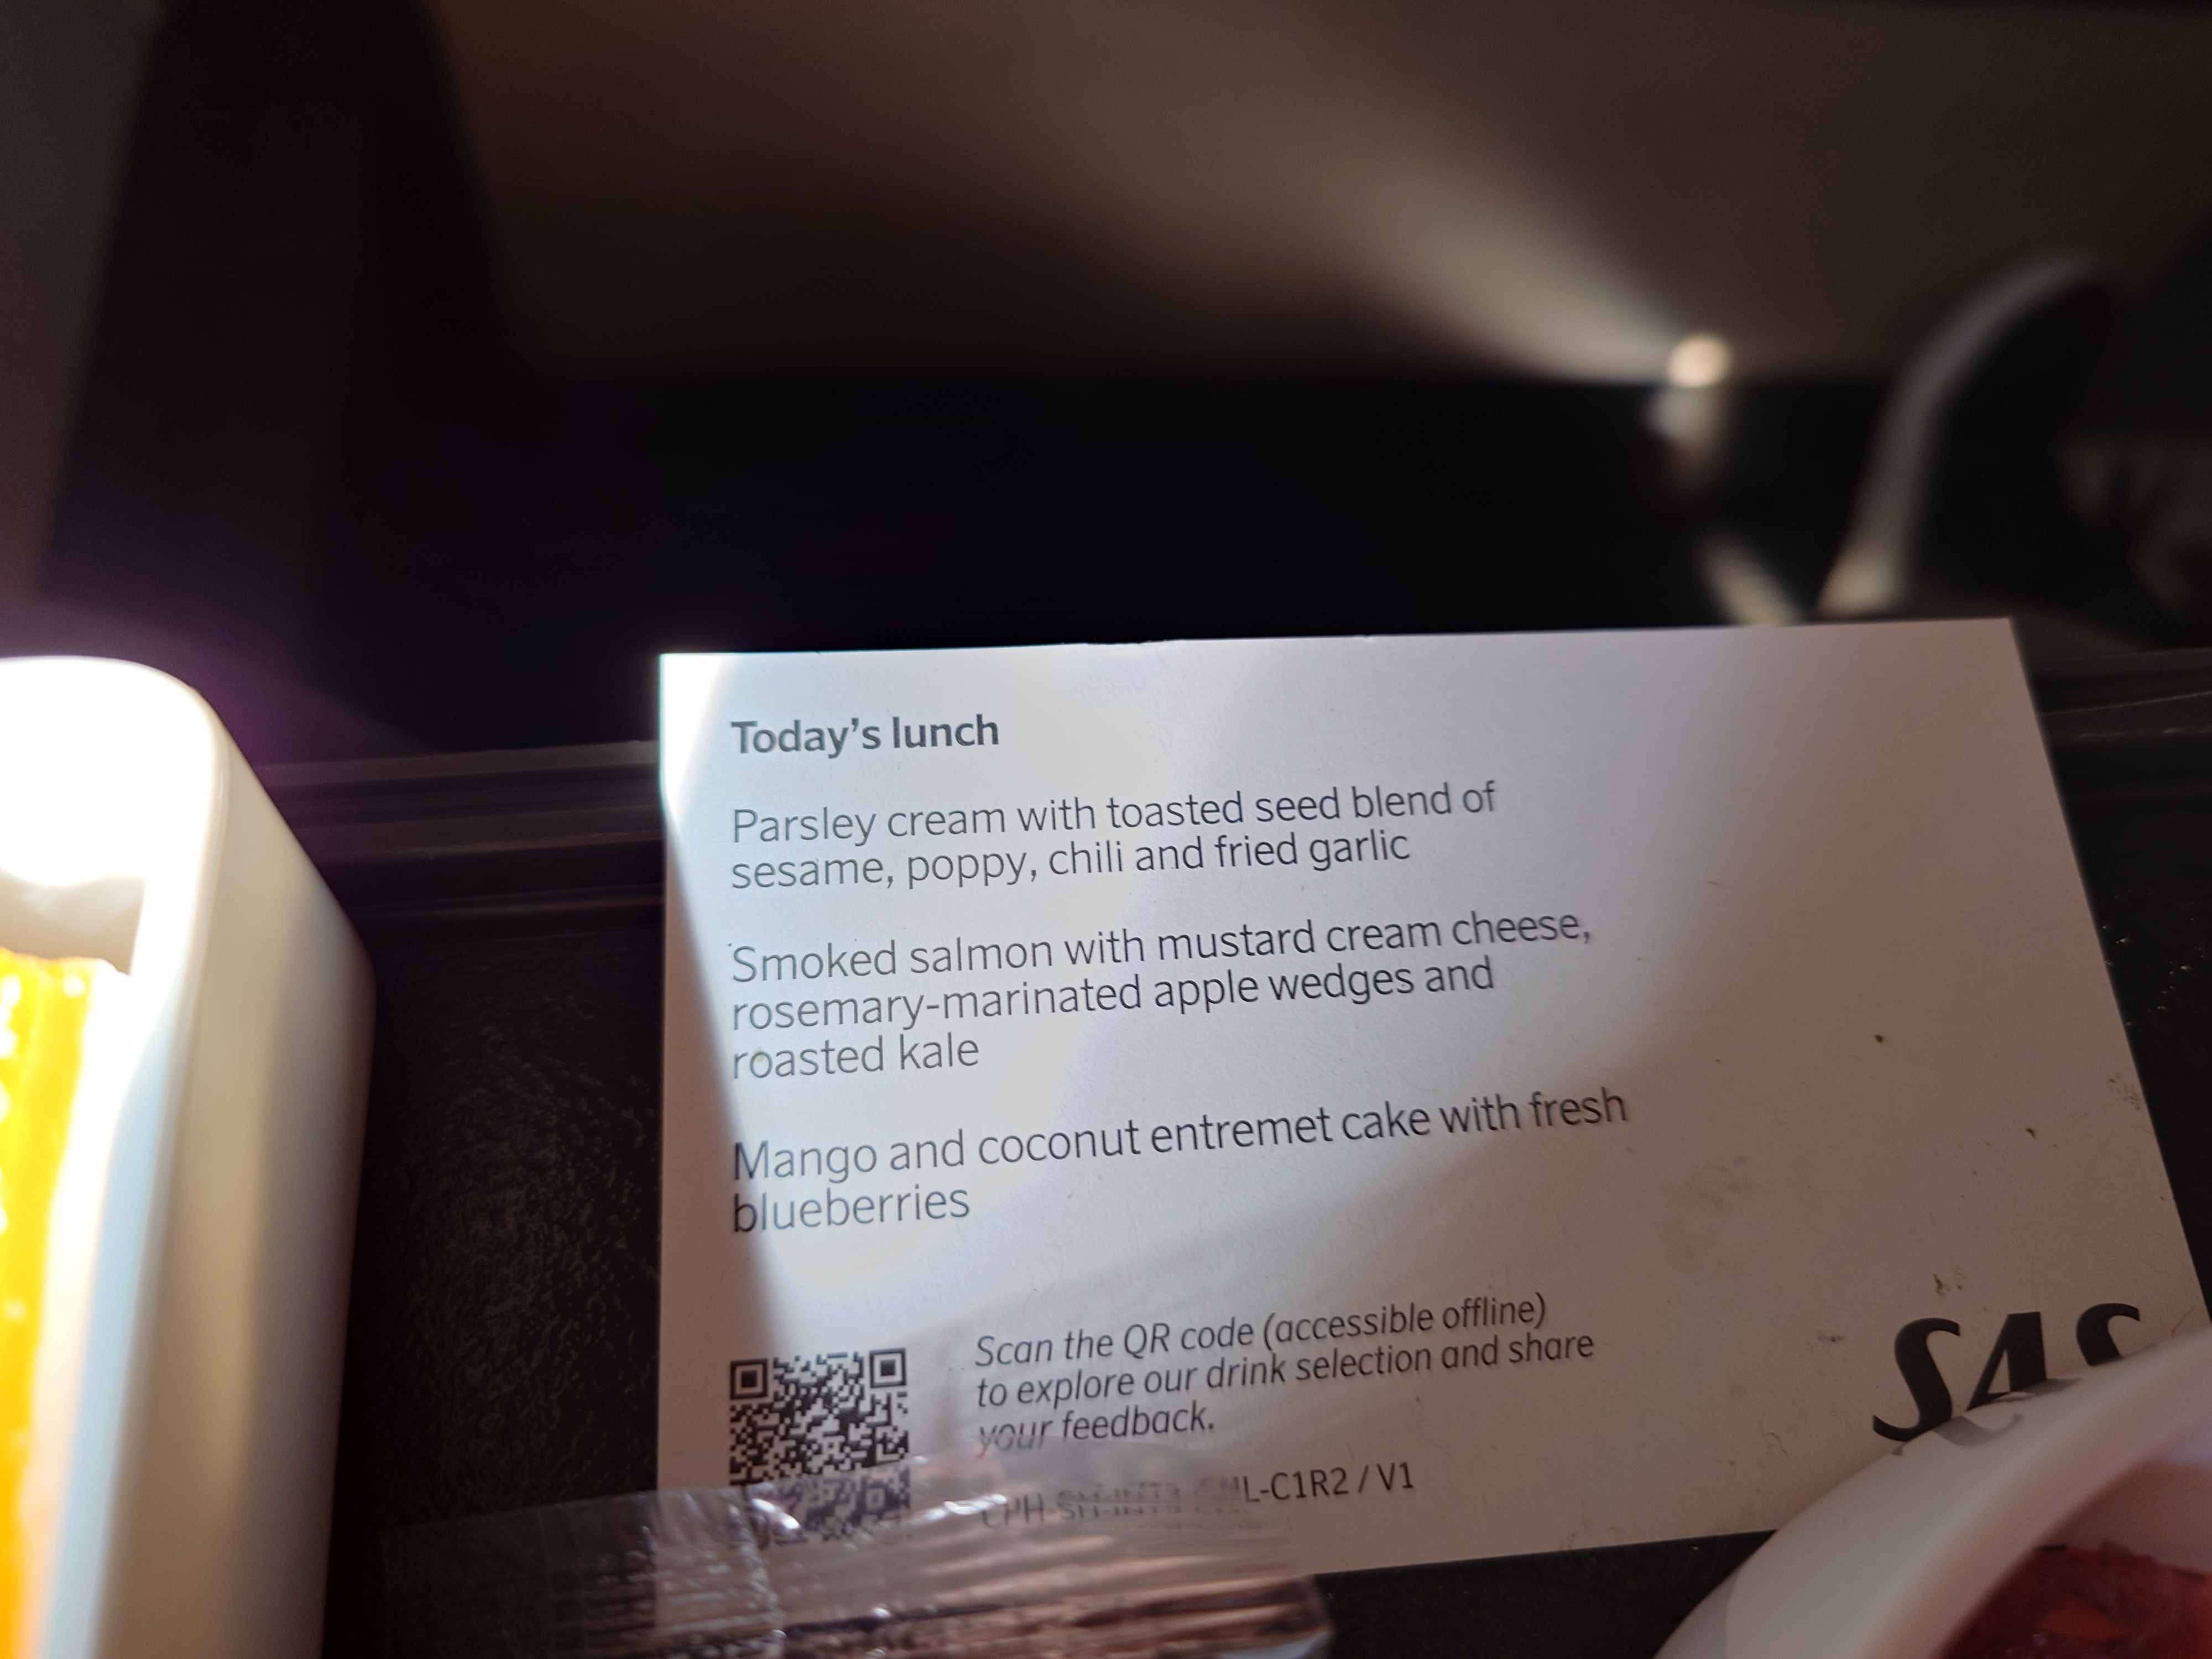 Today's lunch
Parsley cream with toasted seed blend of
sesame, poppy, chili and fried garlic
Smoked salmon with mustard cream cheese,
rosemary-marinated apple wedges and
roasted kale
Mango and coconut entremet cake with fresh
blueberries
Scan the QR code (accessible offline)
to explore our drink selection and share
your feedback.
CPH L-C1R2 / V1
SAS